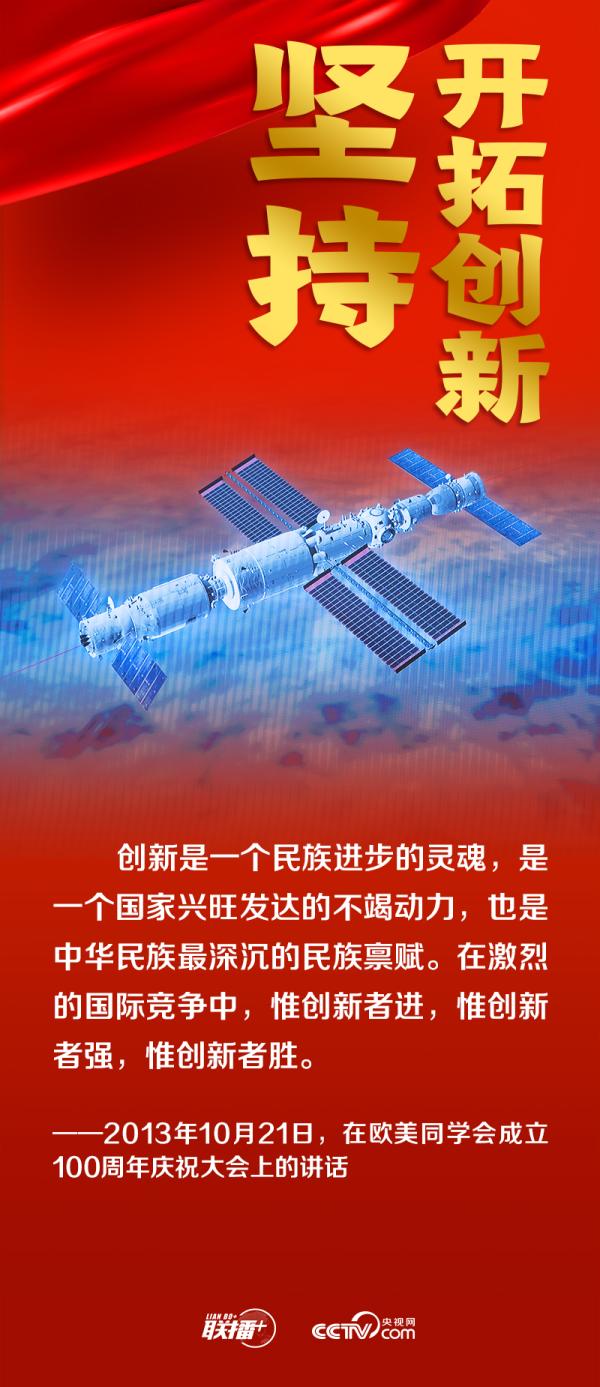 坚持
开拓创新
创新是一个民族进步的灵魂，是
一个国家兴旺发达的不竭动力，也是
中华民族最深沉的民族禀赋。在激烈
的国际竞争中，惟创新者进，惟创新
者强，惟创新者胜。
——2013年10月21日，在欧美同学会成立
100周年庆祝大会上的讲话
LIAN BO+
联播+
CCTV.com
央视网